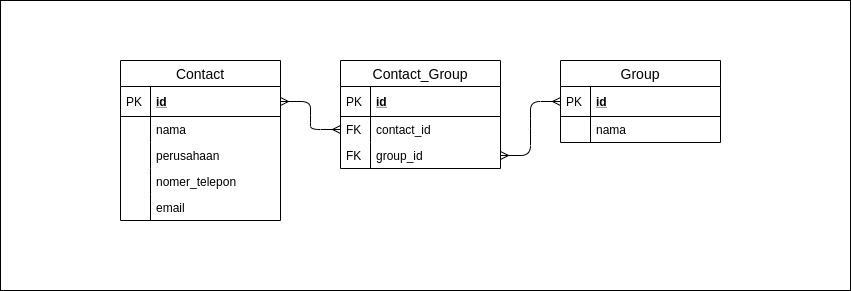 Contact
PK id
nama
perusahaan
nomer_telepon
email
Contact_Group
PK id
FK contact_id
FK group_id
Group
PK id
nama